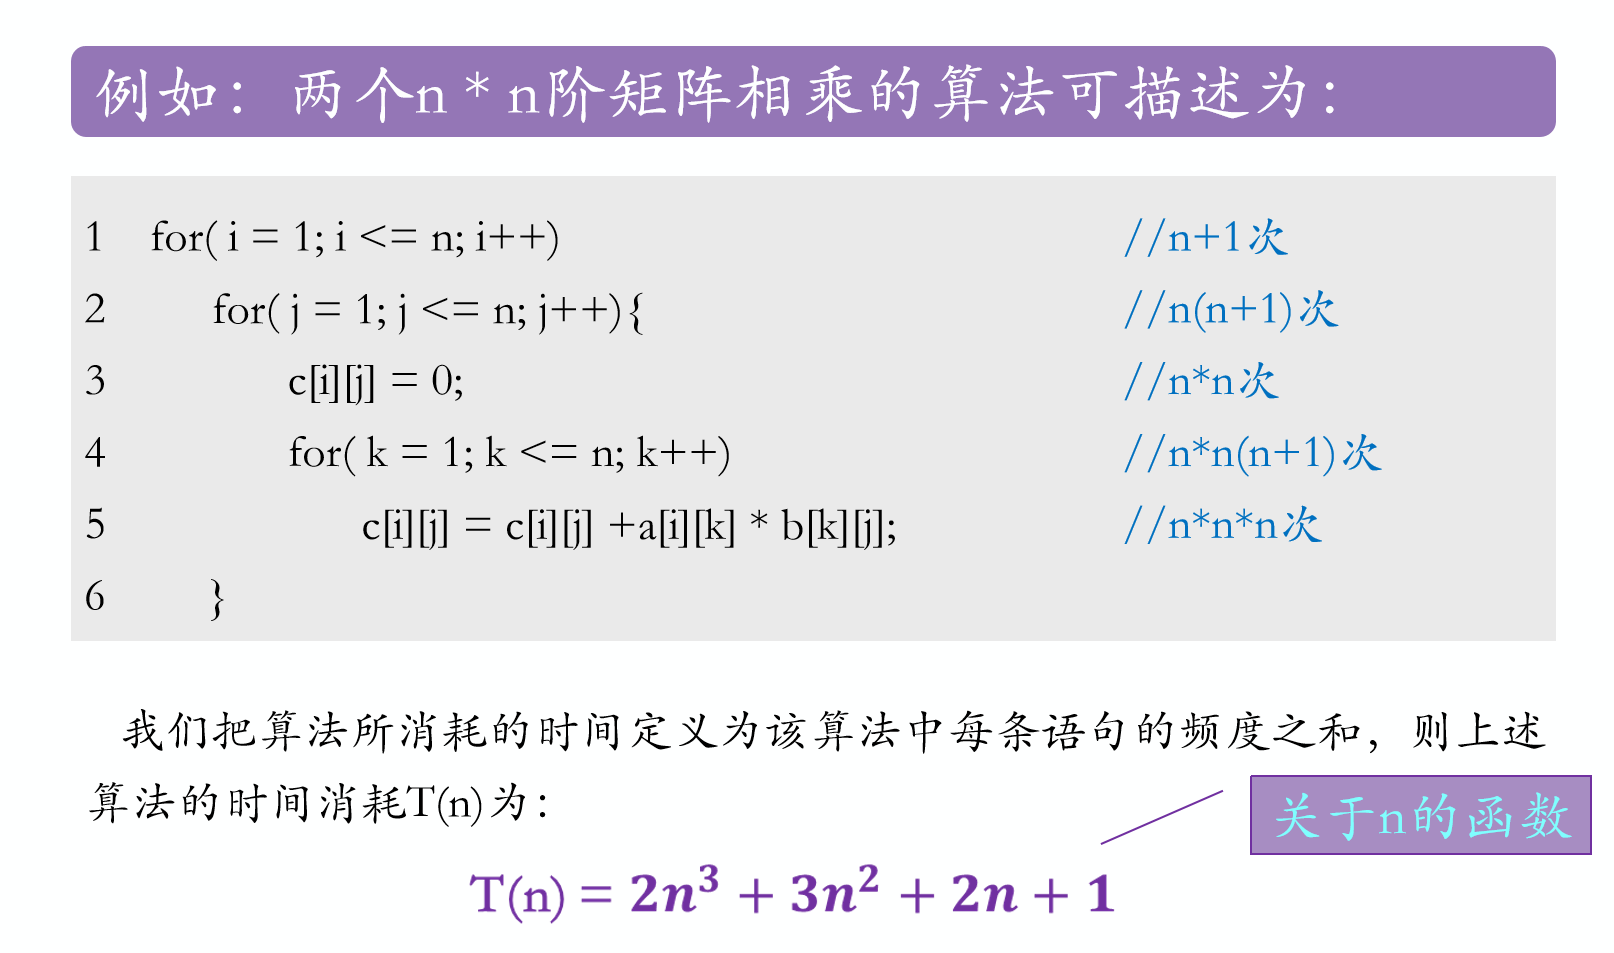 例如：两个n * n阶矩阵相乘的算法可描述为：
1 for( i = 1; i <= n; i++) //n+1次
2 for( j = 1; j <= n; j++){ //n(n+1)次
3 c[i][j] = 0; //n*n次
4 for( k = 1; k <= n; k++) //n*n(n+1)次
5 c[i][j] = c[i][j] +a[i][k] * b[k][j]; //n*n*n次
6 }
我们把算法所消耗的时间定义为该算法中每条语句的频度之和，则上述
算法的时间消耗T(n)为：
关于n的函数
T(n) = 2n³ + 3n² + 2n + 1